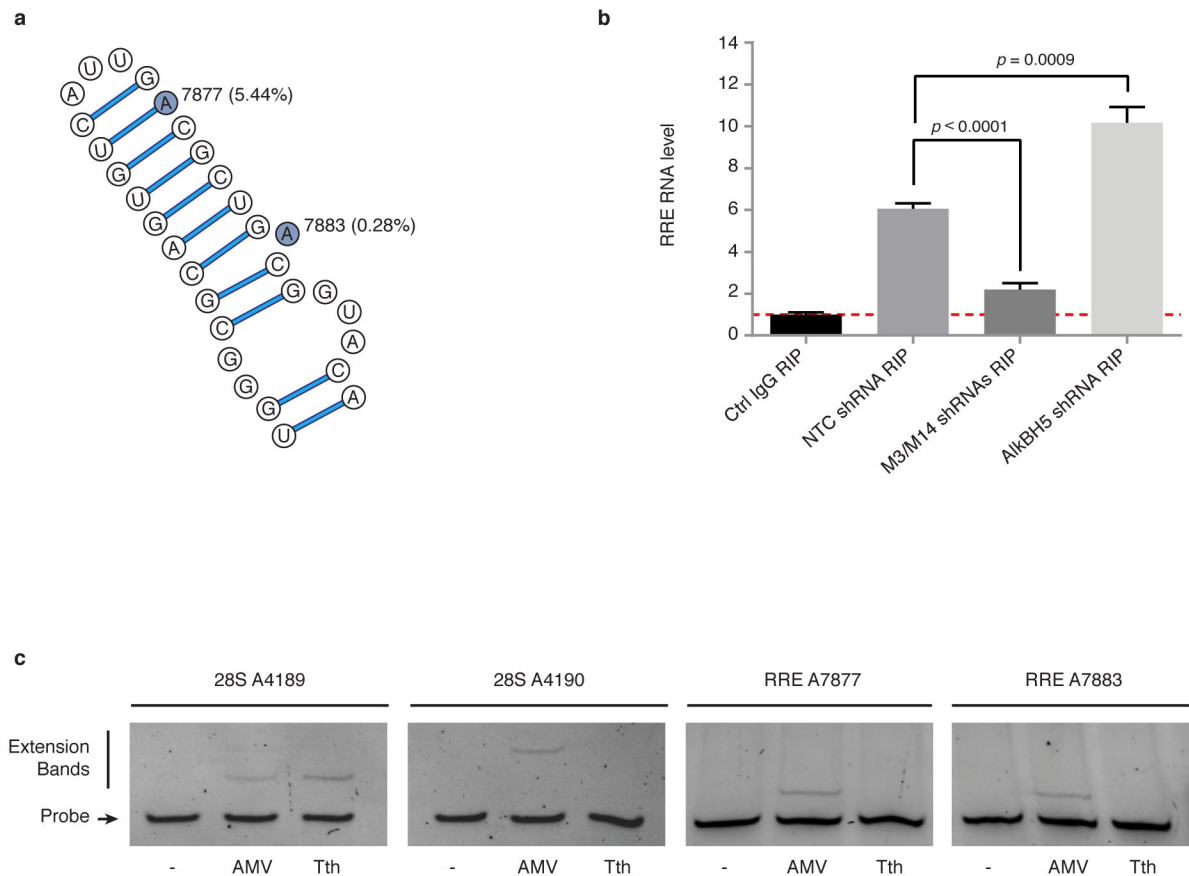 a
U U G
A A 7877 (5.44%)
C C
U G
G C
U U
G G A 7883 (0.28%)
A C
C G G
G U
C A
G C
G A
G
U
b
14
12
10
8
6
4
2
0
RRE RNA level
p = 0.0009
p < 0.0001
Ctrl IgG RIP
NTC shRNA RIP
M3/M14 shRNAs RIP
AlkBH5 shRNA RIP
c
28S A4189
28S A4190
RRE A7877
RRE A7883
Extension
Bands
Probe
- AMV Tth
- AMV Tth
- AMV Tth
- AMV Tth